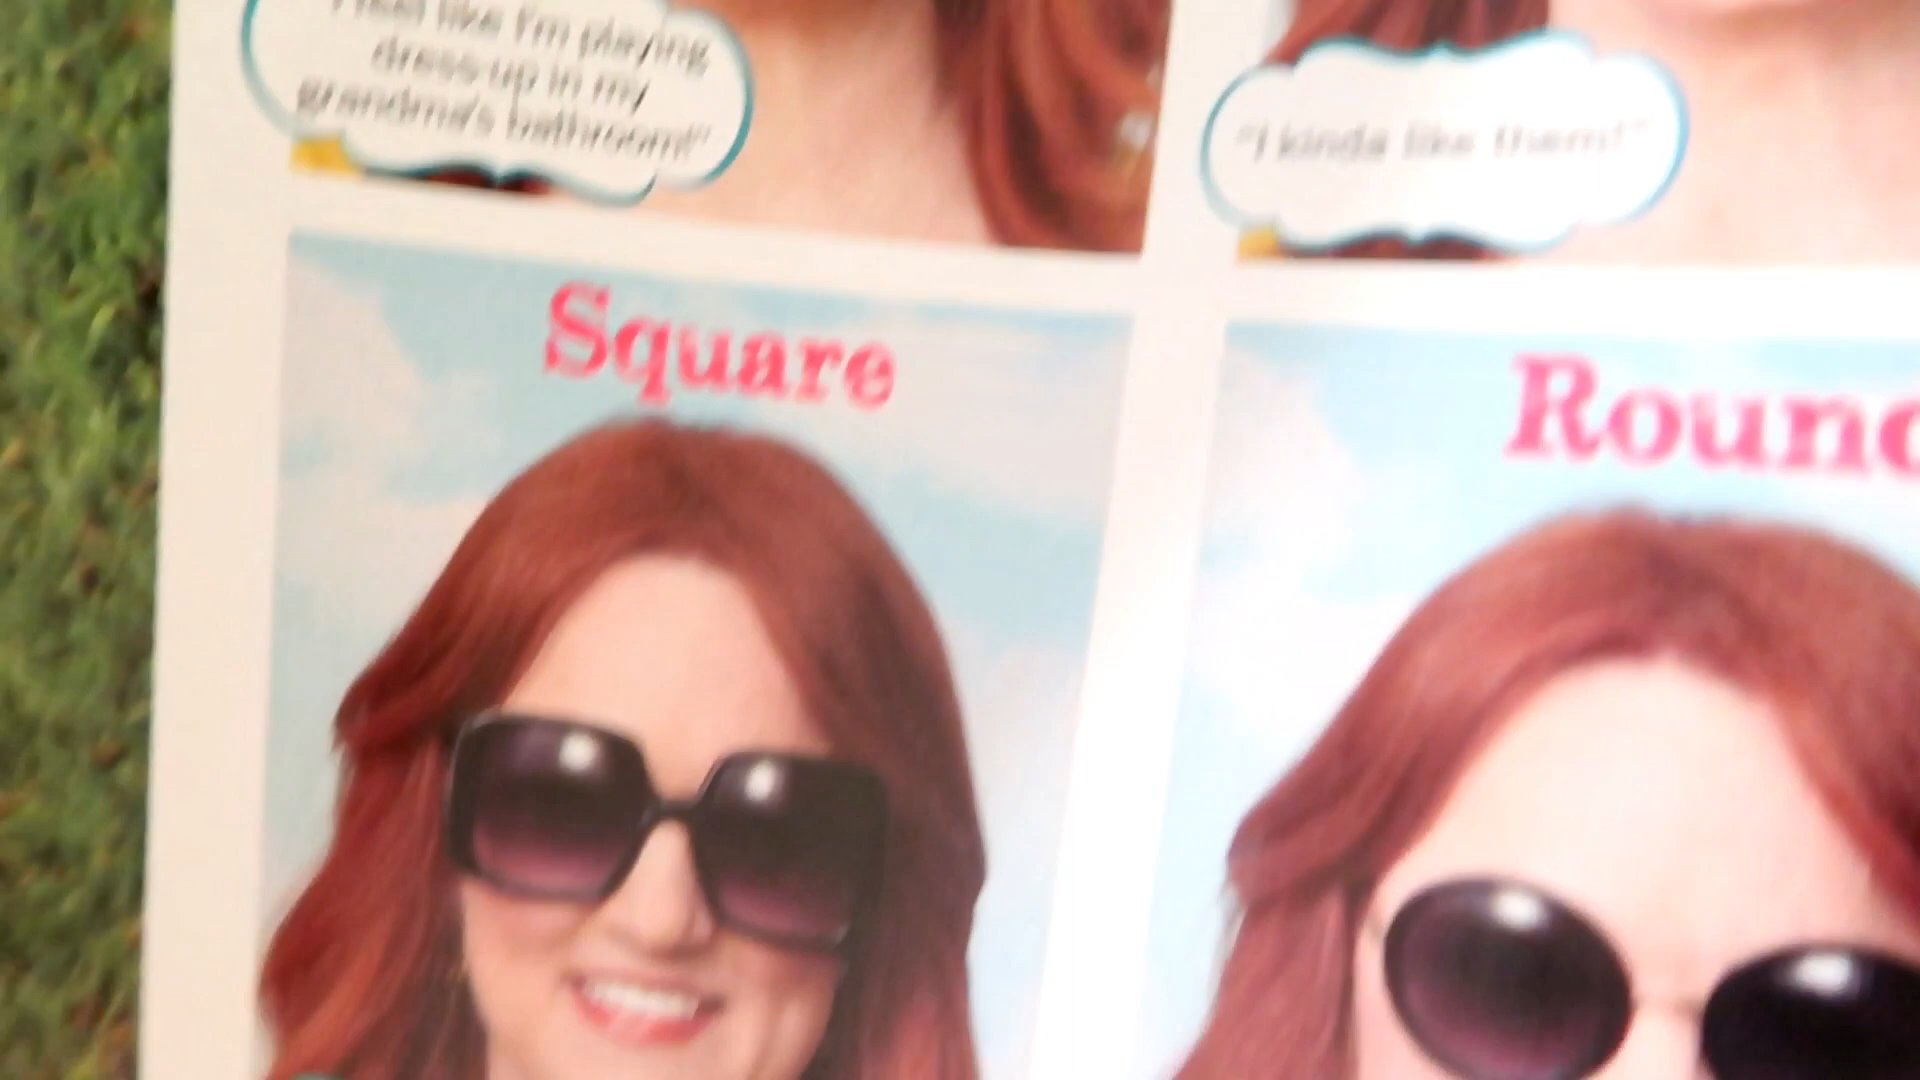 I feel like I'm playing
dress-up in my
grandma's bathroom!"
"I kinda like them!"
Square
Round